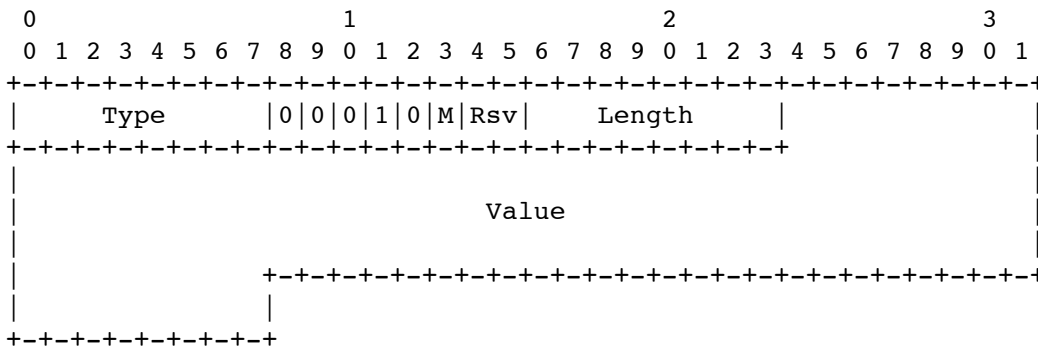 0                   1                   2                   3
 0 1 2 3 4 5 6 7 8 9 0 1 2 3 4 5 6 7 8 9 0 1 2 3 4 5 6 7 8 9 0 1
+-+-+-+-+-+-+-+-+-+-+-+-+-+-+-+-+-+-+-+-+-+-+-+-+-+-+-+-+-+-+-+-+
|     Type      |0|0|0|1|0|M|Rsv|    Length     |               |
+-+-+-+-+-+-+-+-+-+-+-+-+-+-+-+-+-+-+-+-+-+-+-+-+               |
|                                                               |
|                             Value                             |
|                                                               |
|               +-+-+-+-+-+-+-+-+-+-+-+-+-+-+-+-+-+-+-+-+-+-+-+-+
|               |
+-+-+-+-+-+-+-+-+